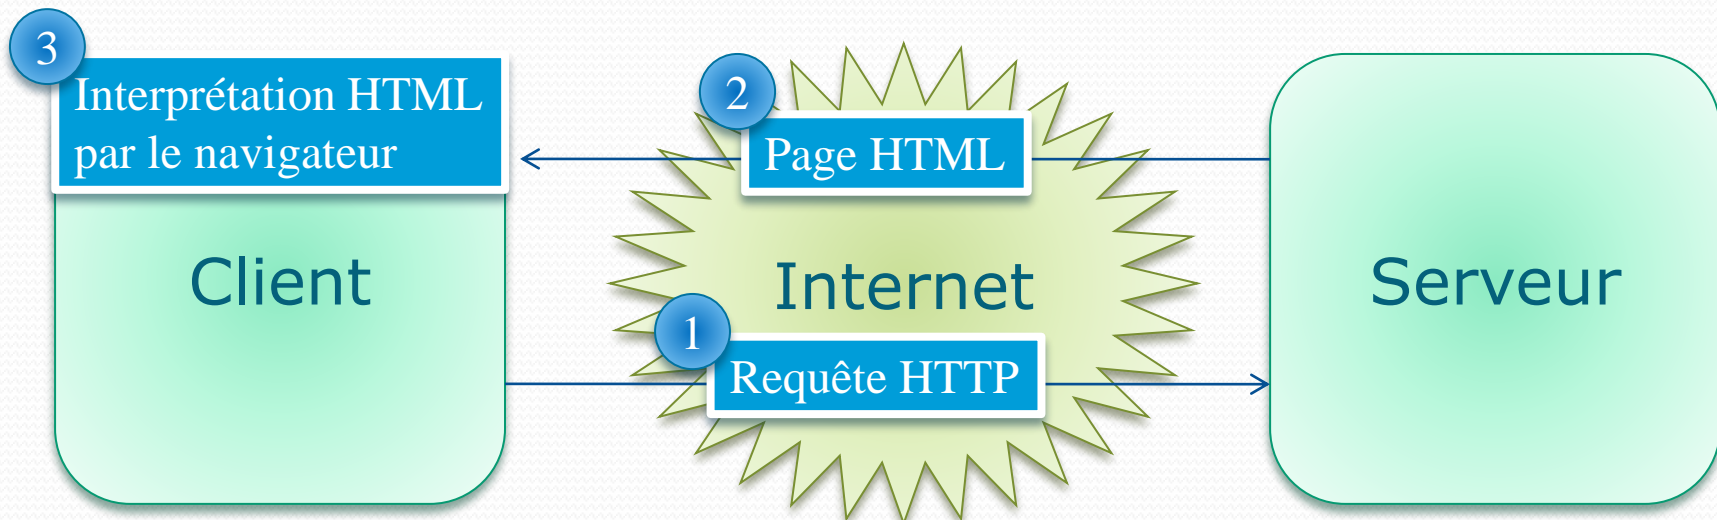 3
Interprétation HTML
par le navigateur
2
Page HTML
Client
Internet
Serveur
1
Requête HTTP